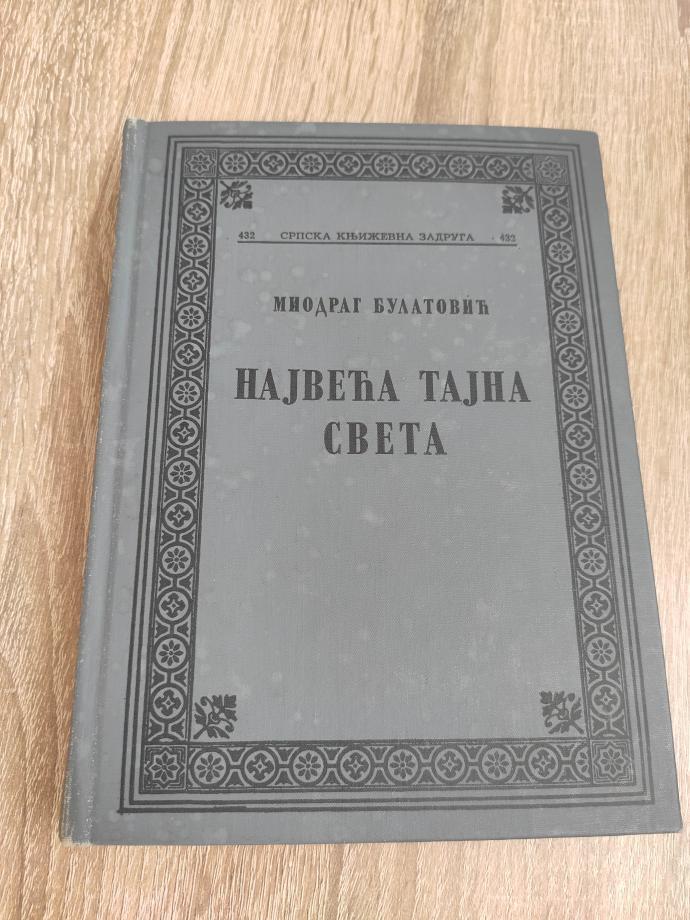 432 СРПСКА КЊИЖЕВНА ЗАДРУГА 432
МИОДРАГ БУЛАТОВИЋ
НАЈВЕЋА ТАЈНА
СВЕТА